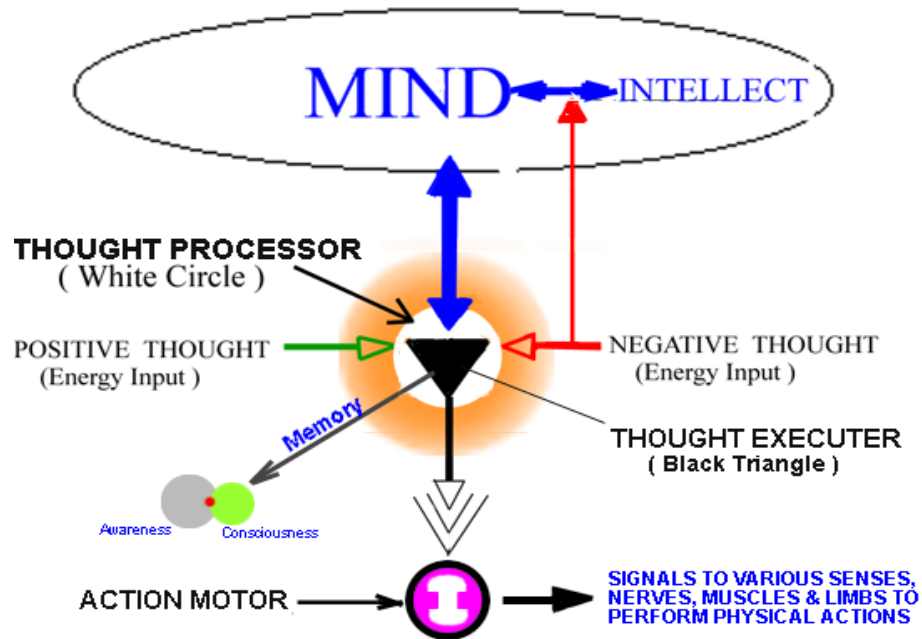 MIND INTELLECT
THOUGHT PROCESSOR
( White Circle )
POSITIVE THOUGHT
(Energy Input )
NEGATIVE THOUGHT
(Energy Input )
Memory
THOUGHT EXECUTER
( Black Triangle )
Awareness
Consciousness
ACTION MOTOR
SIGNALS TO VARIOUS SENSES,
NERVES, MUSCLES & LIMBS TO
PERFORM PHYSICAL ACTIONS